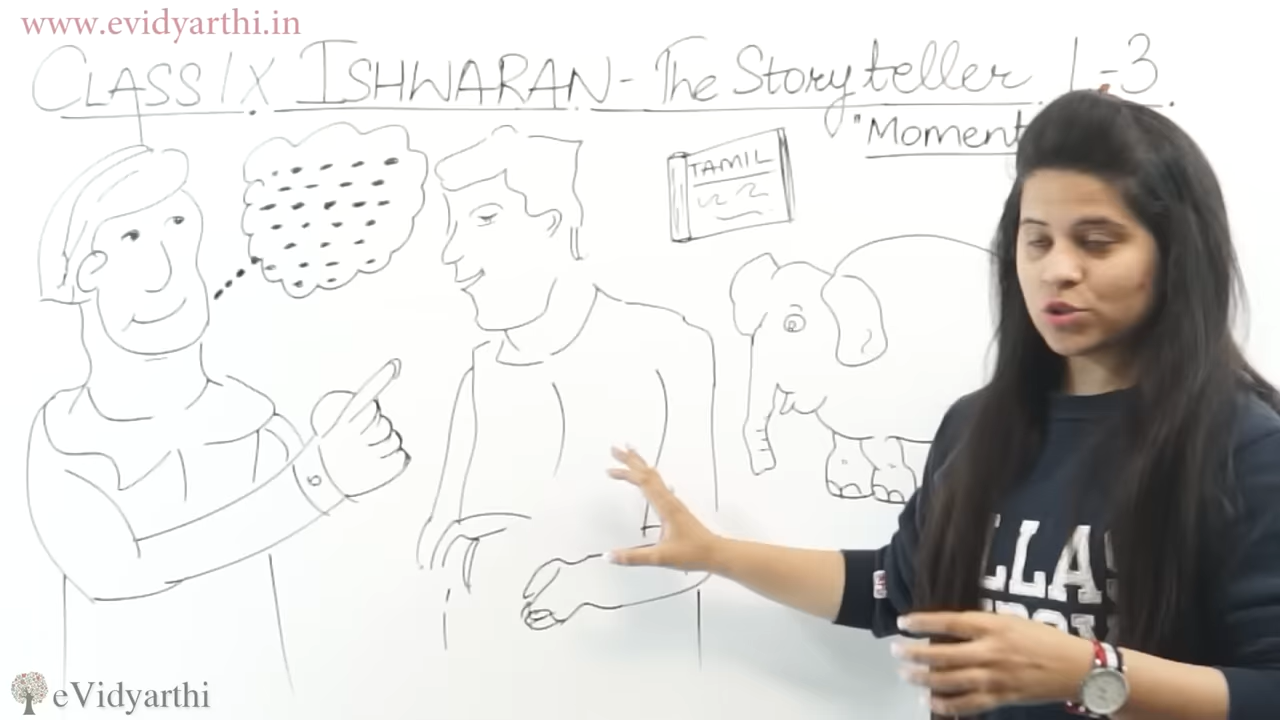 www.evidyarthi.in
CLASS IX ISHWARAN - The Storyteller L-3
"Moment
TAMIL
eVidyarthi